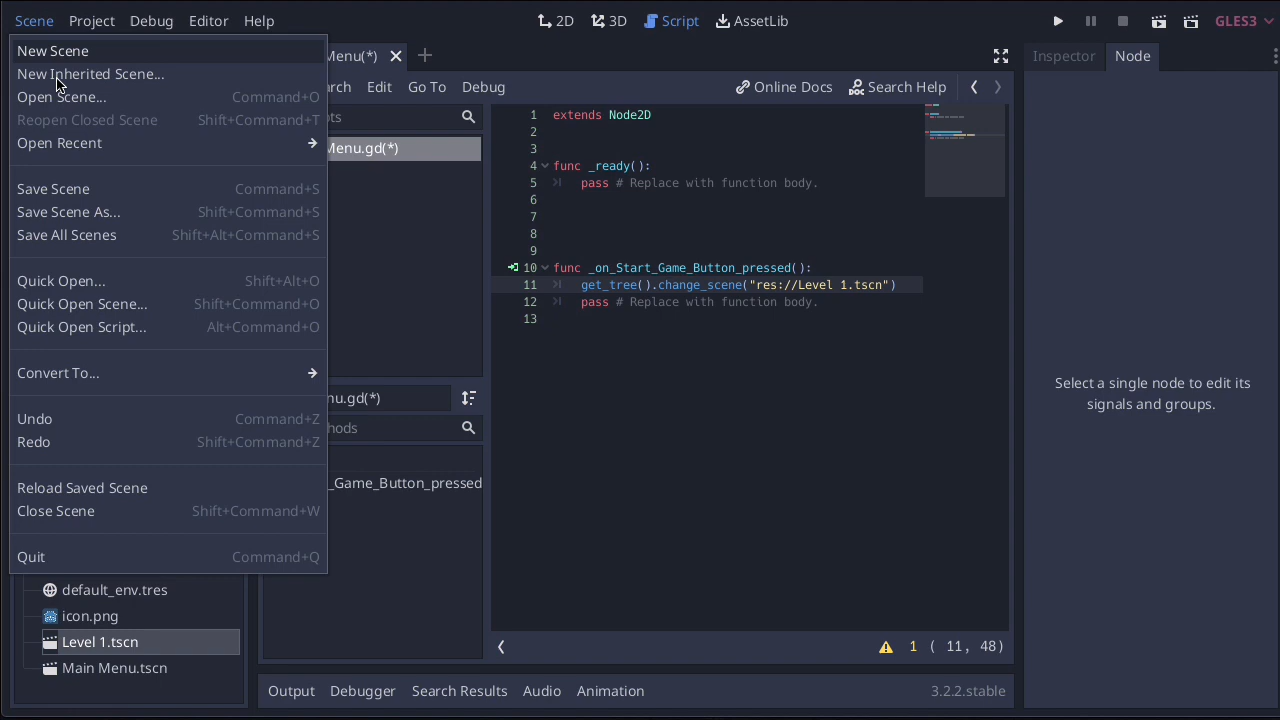 Scene Project Debug Editor Help 2D 3D Script AssetLib GLES3
New Scene
New Inherited Scene...
Open Scene... Command+O
Reopen Closed Scene Shift+Command+T
Open Recent
Save Scene Command+S
Save Scene As... Shift+Command+S
Save All Scenes Shift+Alt+Command+S
Quick Open... Shift+Alt+O
Quick Open Scene... Shift+Command+O
Quick Open Script... Alt+Command+O
Convert To...
Undo Command+Z
Redo Shift+Command+Z
Reload Saved Scene
Close Scene Shift+Command+W
Quit Command+Q
default_env.tres
icon.png
Level 1.tscn
Main Menu.tscn
Menu(*)
rch Edit Go To Debug Online Docs Search Help
pts
Menu.gd(*)
nu.gd(*)
hods
_Game_Button_pressed
1 extends Node2D
2
3
4 func _ready():
5 pass # Replace with function body.
6
7
8
9
10 func _on_Start_Game_Button_pressed():
11 get_tree().change_scene("res://Level 1.tscn")
12 pass # Replace with function body.
13
1 ( 11, 48)
Output Debugger Search Results Audio Animation 3.2.2.stable
Inspector Node
Select a single node to edit its
signals and groups.